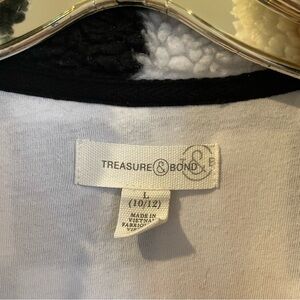 TREASURE & BOND
T & B
L
(10/12)
MADE IN
VIETNAM